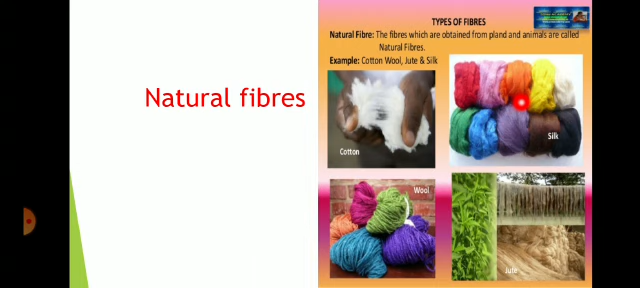 Natural fibres
TYPES OF FIBRES
Natural Fibre: The fibres which are obtained from pland and animals are called
Natural Fibres.
Example: Cotton Wool, Jute & Silk
Cotton
Silk
Wool
Jute